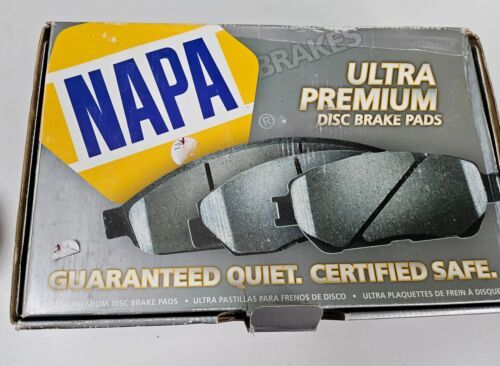 NAPA
®
BRAKES
ULTRA
PREMIUM
DISC BRAKE PADS
GUARANTEED QUIET. CERTIFIED SAFE.
PREMIUM DISC BRAKE PADS • ULTRA PASTILLAS PARA FRENOS DE DISCO • ULTRA PLAQUETTES DE FREIN À DISQUE